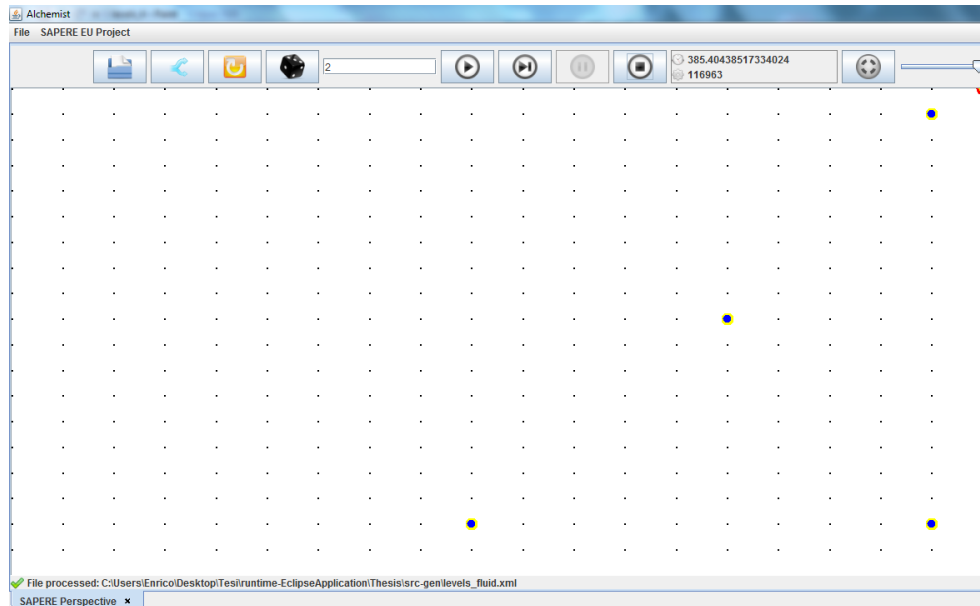 Alchemist
File SAPERE EU Project
2
385.40438517334024
116963
File processed: C:\Users\Enrico\Desktop\Tesi\runtime-EclipseApplication\Thesis\src-gen\levels_fluid.xml
SAPERE Perspective ×